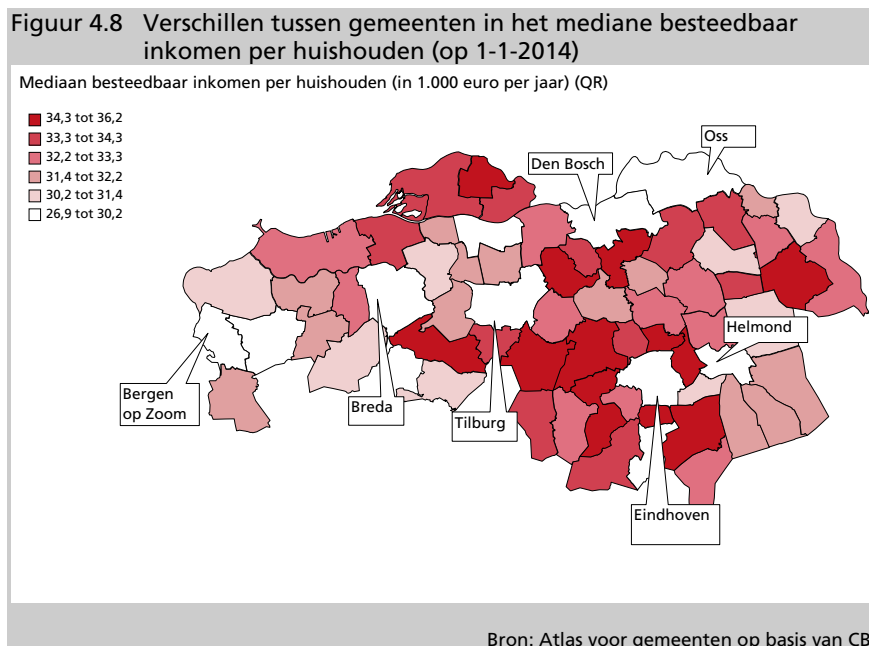 Figuur 4.8 Verschillen tussen gemeenten in het mediane besteedbaar
inkomen per huishouden (op 1-1-2014)
Mediaan besteedbaar inkomen per huishouden (in 1.000 euro per jaar) (QR)
34,3 tot 36,2
33,3 tot 34,3
32,2 tot 33,3
31,4 tot 32,2
30,2 tot 31,4
26,9 tot 30,2
Oss
Den Bosch
Helmond
Bergen
op Zoom
Breda
Tilburg
Eindhoven
Bron: Atlas voor gemeenten op basis van CB